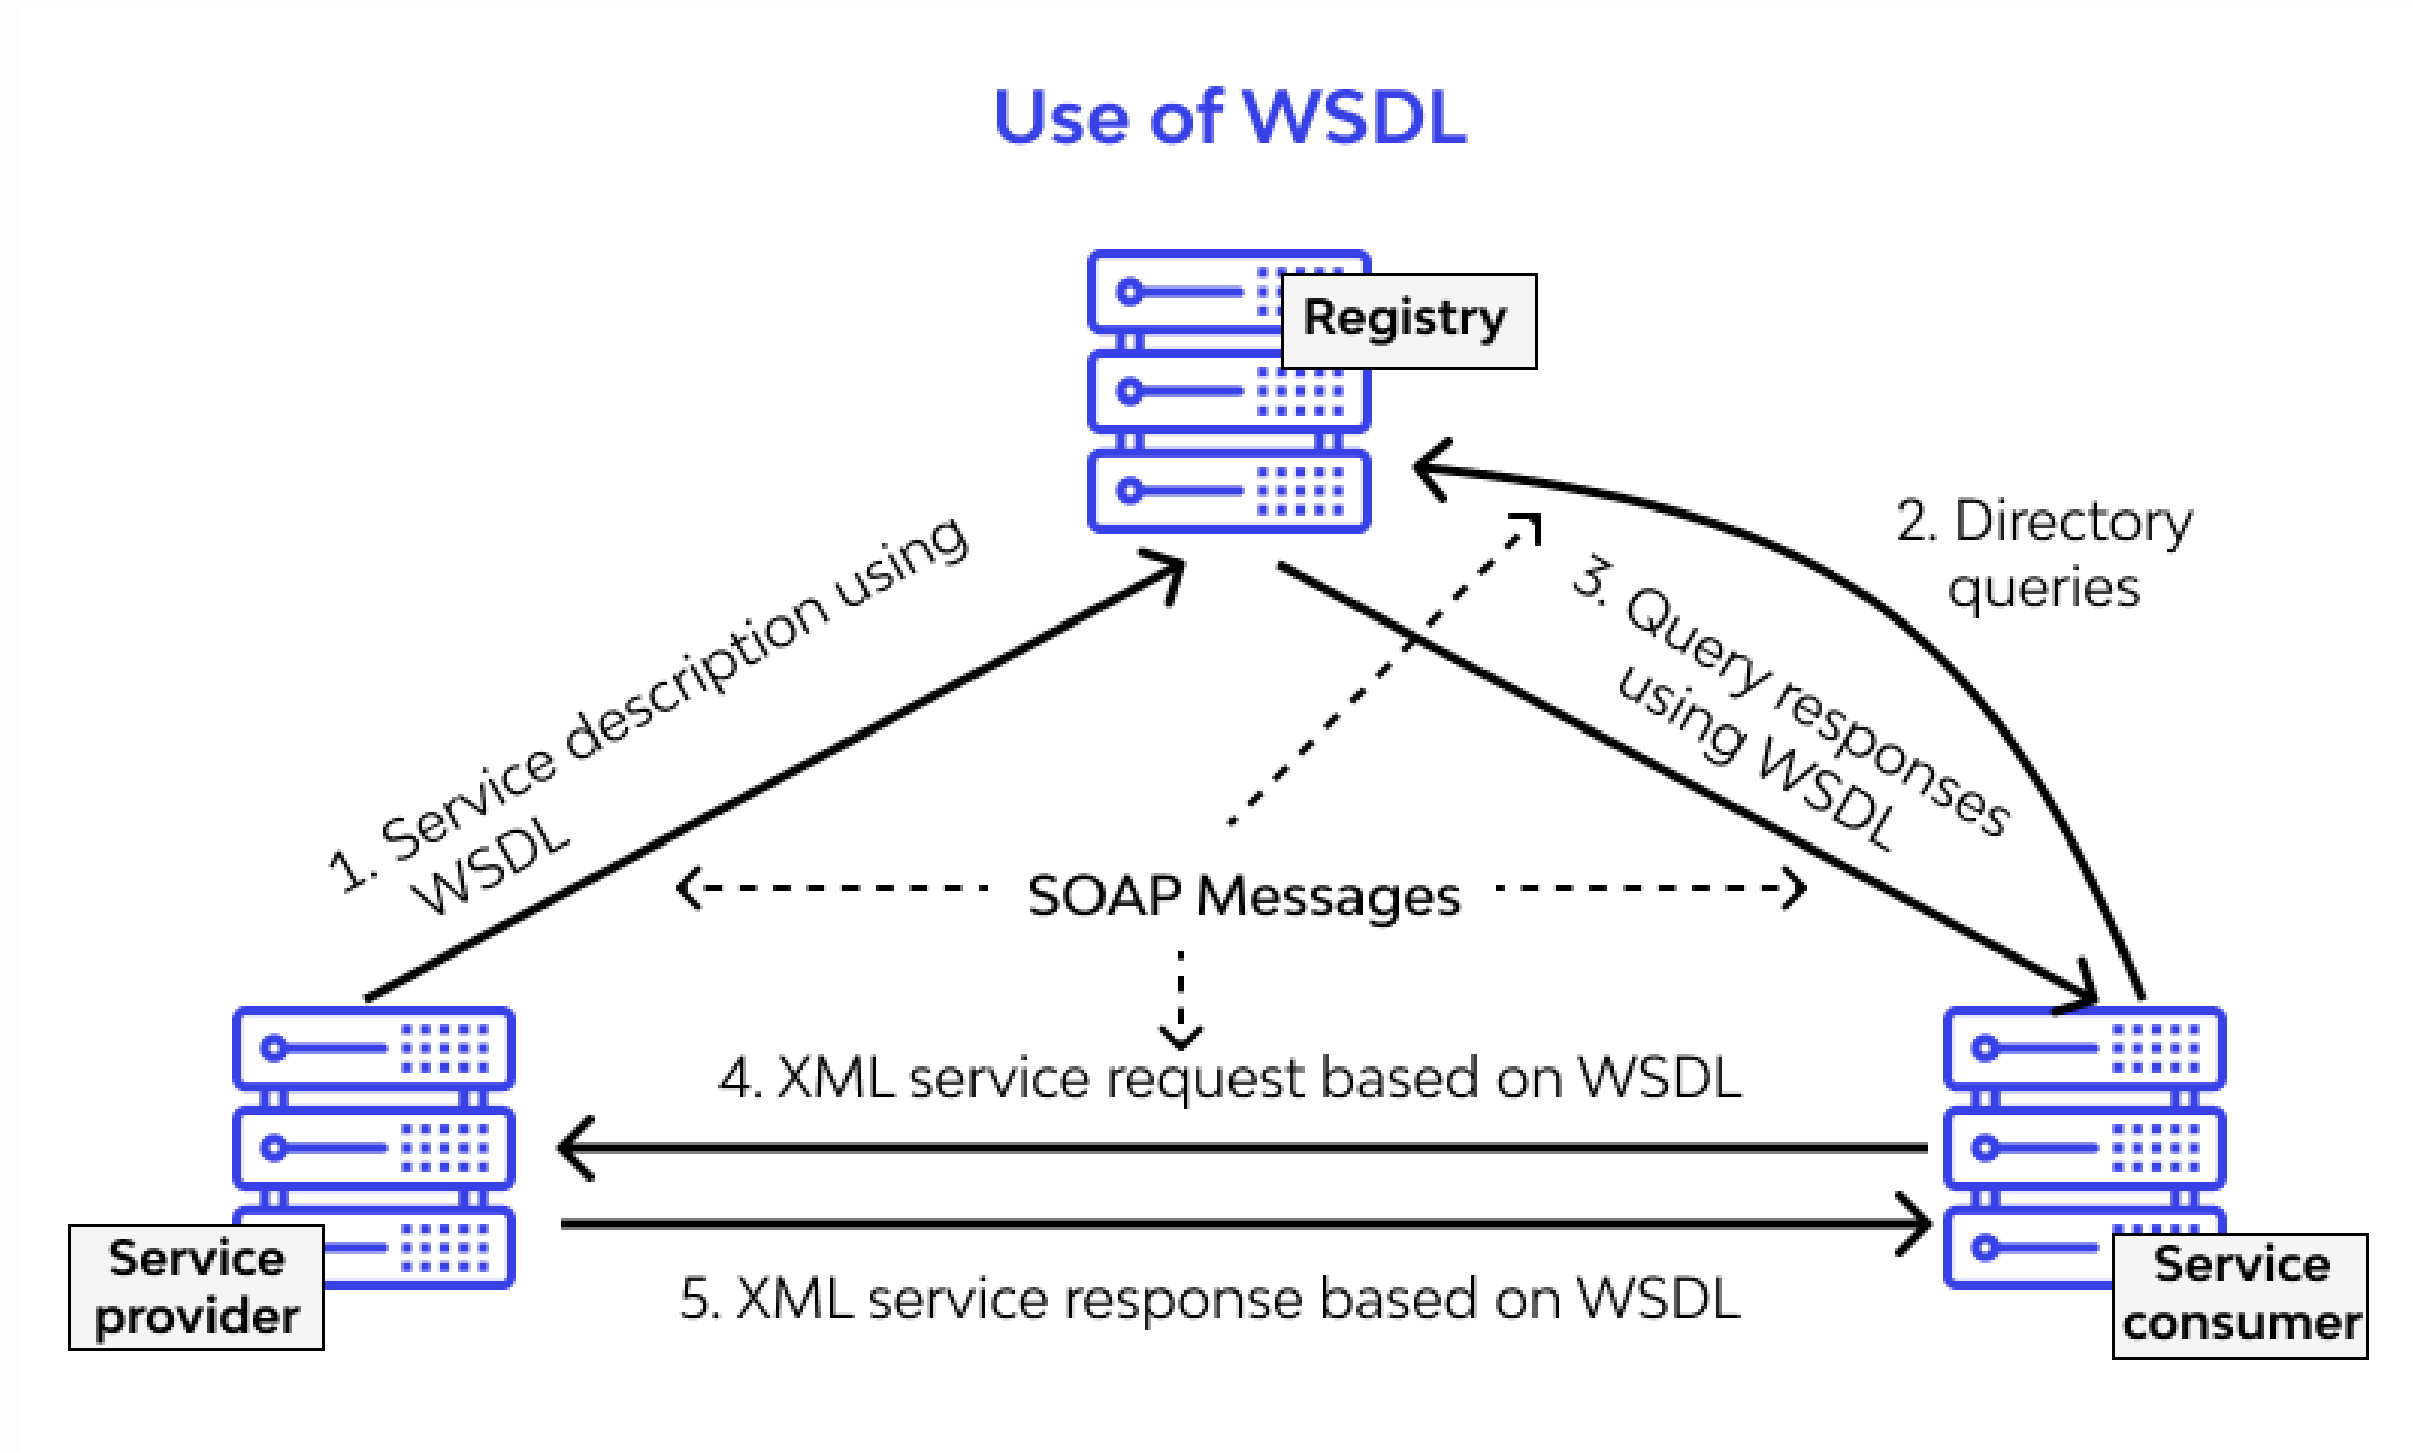 Use of WSDL
Registry
1. Service description using
WSDL
2. Directory
queries
3. Query responses
using WSDL
SOAP Messages
4. XML service request based on WSDL
5. XML service response based on WSDL
Service
provider
Service
consumer